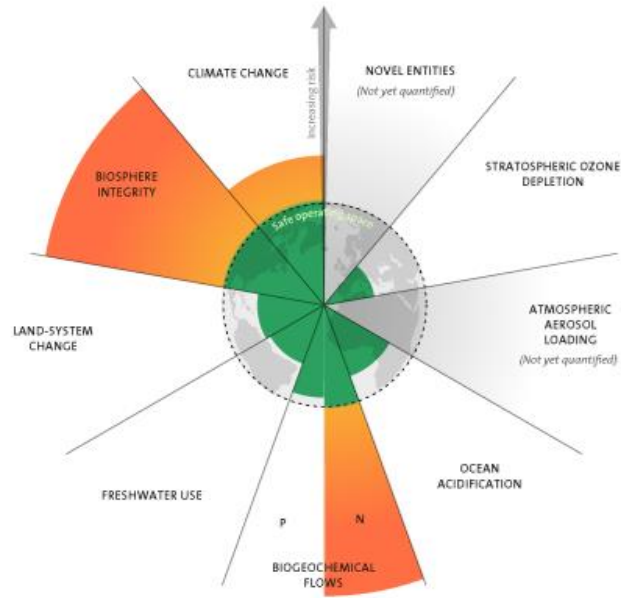 CLIMATE CHANGE
Increasing risk
NOVEL ENTITIES
(Not yet quantified)
STRATOSPHERIC OZONE
DEPLETION
BIOSPHERE
INTEGRITY
Safe operating space
ATMOSPHERIC
AEROSOL
LOADING
(Not yet quantified)
LAND-SYSTEM
CHANGE
OCEAN
ACIDIFICATION
FRESHWATER USE
P
N
BIOGEOCHEMICAL
FLOWS